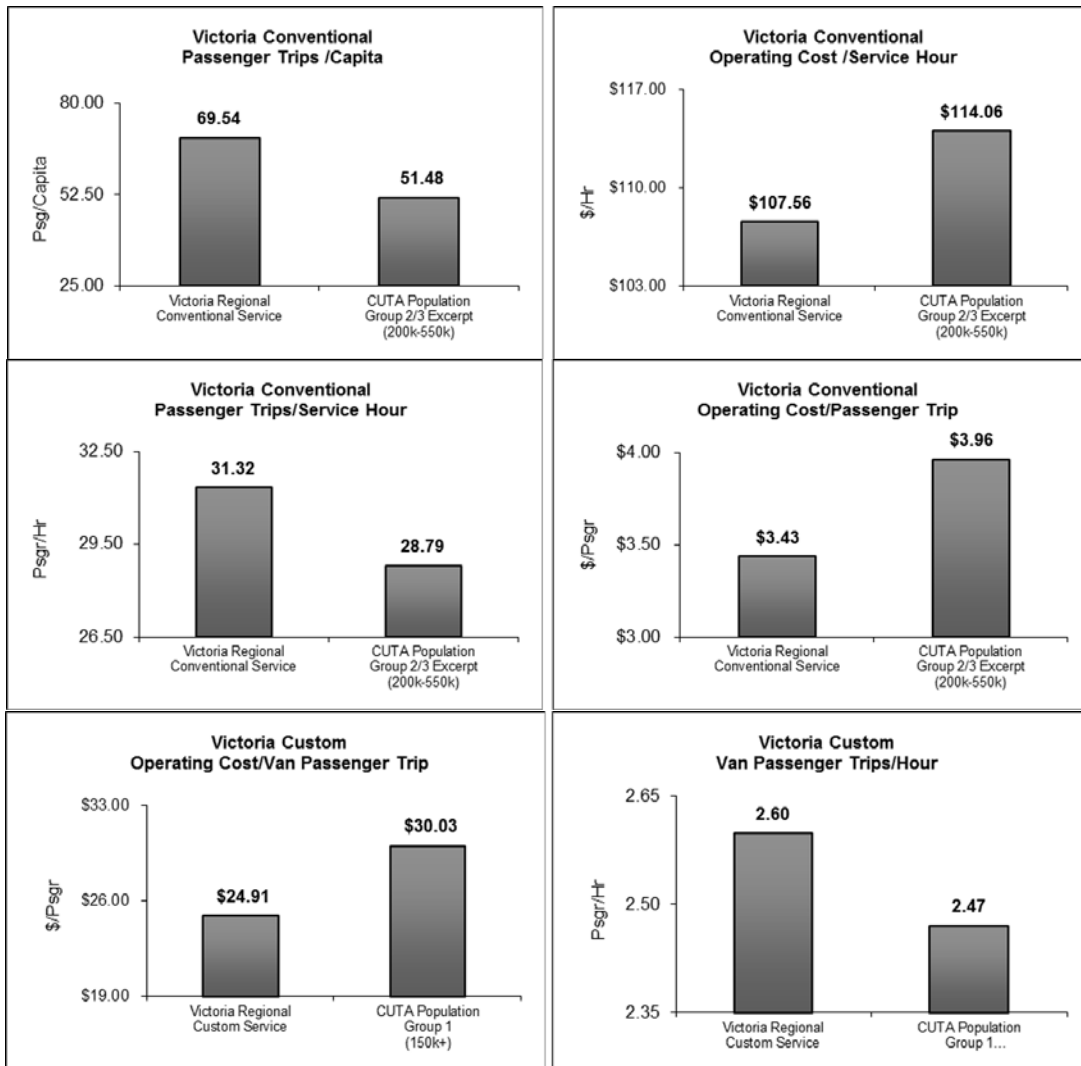 Victoria Conventional
Passenger Trips /Capita
80.00
69.54
52.50
51.48
25.00
Psg/Capita
Victoria Regional
Conventional Service
CUTA Population
Group 2/3 Excerpt
(200k-550k)
Victoria Conventional
Operating Cost /Service Hour
$117.00
$114.06
$110.00
$107.56
$103.00
$/Hr
Victoria Regional
Conventional Service
CUTA Population
Group 2/3 Excerpt
(200k-550k)
Victoria Conventional
Passenger Trips/Service Hour
32.50
31.32
29.50
28.79
26.50
Psgr/Hr
Victoria Regional
Conventional Service
CUTA Population
Group 2/3 Excerpt
(200k-550k)
Victoria Conventional
Operating Cost/Passenger Trip
$4.00
$3.96
$3.50
$3.43
$3.00
$/Psgr
Victoria Regional
Conventional Service
CUTA Population
Group 2/3 Excerpt
(200k-550k)
Victoria Custom
Operating Cost/Van Passenger Trip
$33.00
$30.03
$26.00
$24.91
$19.00
$/Psgr
Victoria Regional
Custom Service
CUTA Population
Group 1
(150k+)
Victoria Custom
Van Passenger Trips/Hour
2.65
2.60
2.50
2.47
2.35
Psgr/Hr
Victoria Regional
Custom Service
CUTA Population
Group 1...